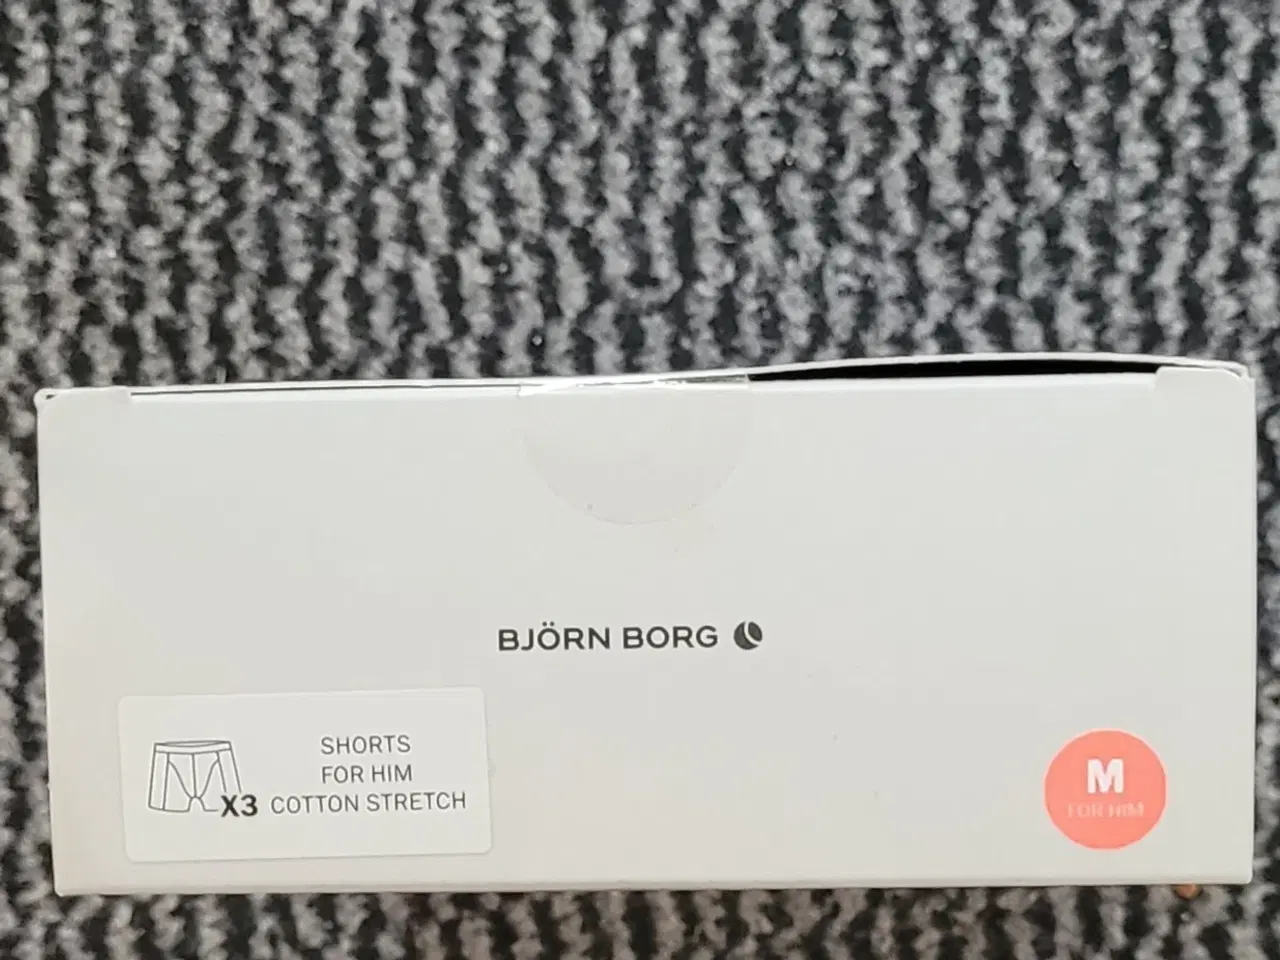 BJÖRN BORG
SHORTS
FOR HIM
X3 COTTON STRETCH
M
FOR HIM